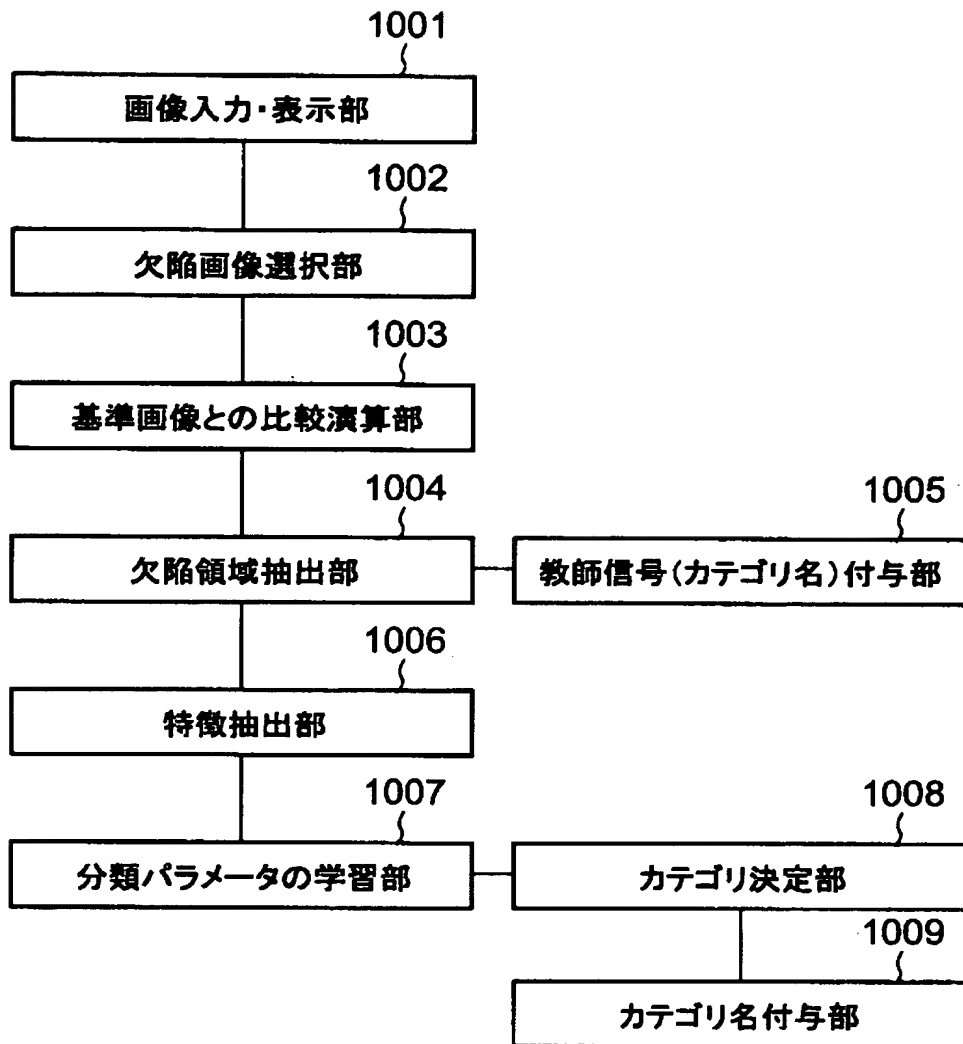 1001
画像入力・表示部
1002
欠陥画像選択部
1003
基準画像との比較演算部
1004
欠陥領域抽出部
1005
教師信号(カテゴリ名)付与部
1006
特徴抽出部
1007
分類パラメータの学習部
1008
カテゴリ決定部
1009
カテゴリ名付与部